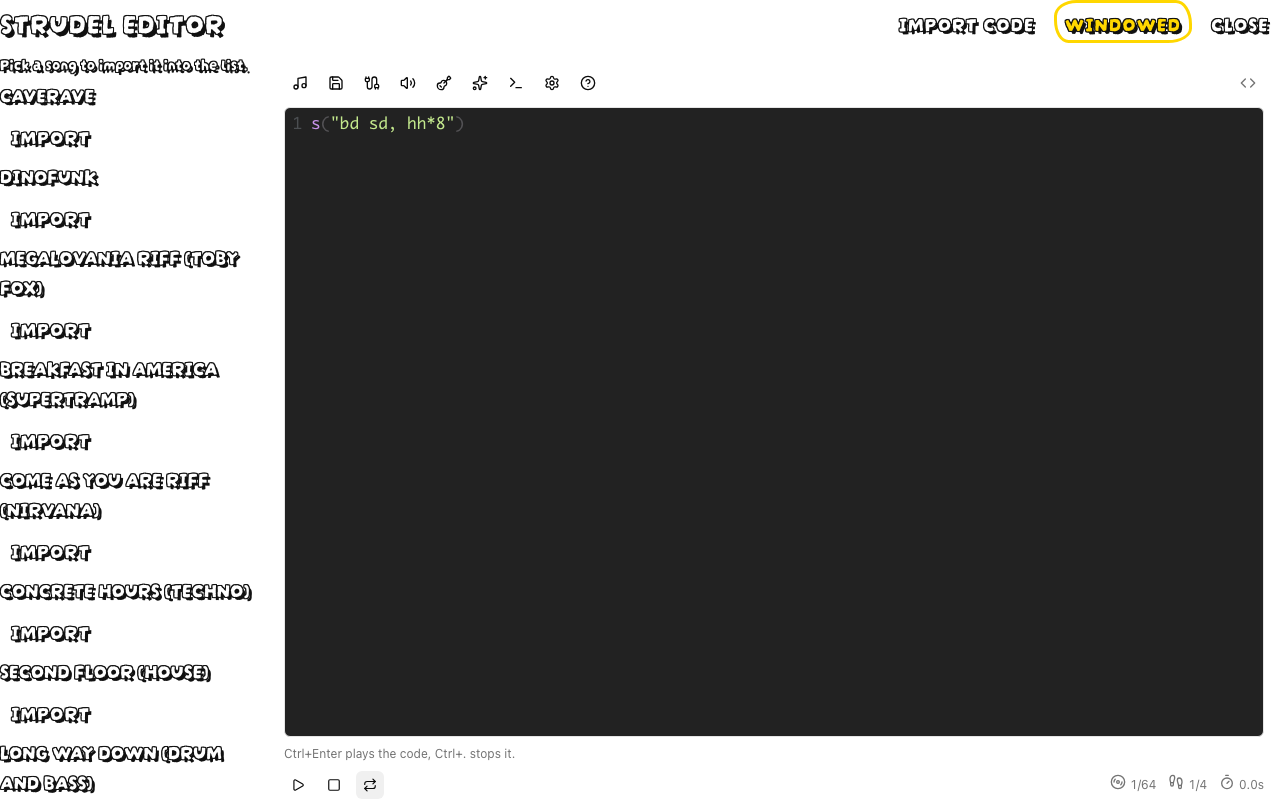 STRUDEL EDITOR
IMPORT CODE
WINDOWED
CLOSE
Pick a song to import it into the list.
CAVERAVE
IMPORT
DINOFUNK
IMPORT
MEGALOVANIA RIFF (TOBY
FOX)
IMPORT
BREAKFAST IN AMERICA
(SUPERTRAMP)
IMPORT
COME AS YOU ARE RIFF
(NIRVANA)
IMPORT
CONCRETE HOURS (TECHNO)
IMPORT
SECOND FLOOR (HOUSE)
IMPORT
LONG WAY DOWN (DRUM
AND BASS)
1 s("bd sd, hh*8")
Ctrl+Enter plays the code, Ctrl+. stops it.
1/64 1/4 0.0s